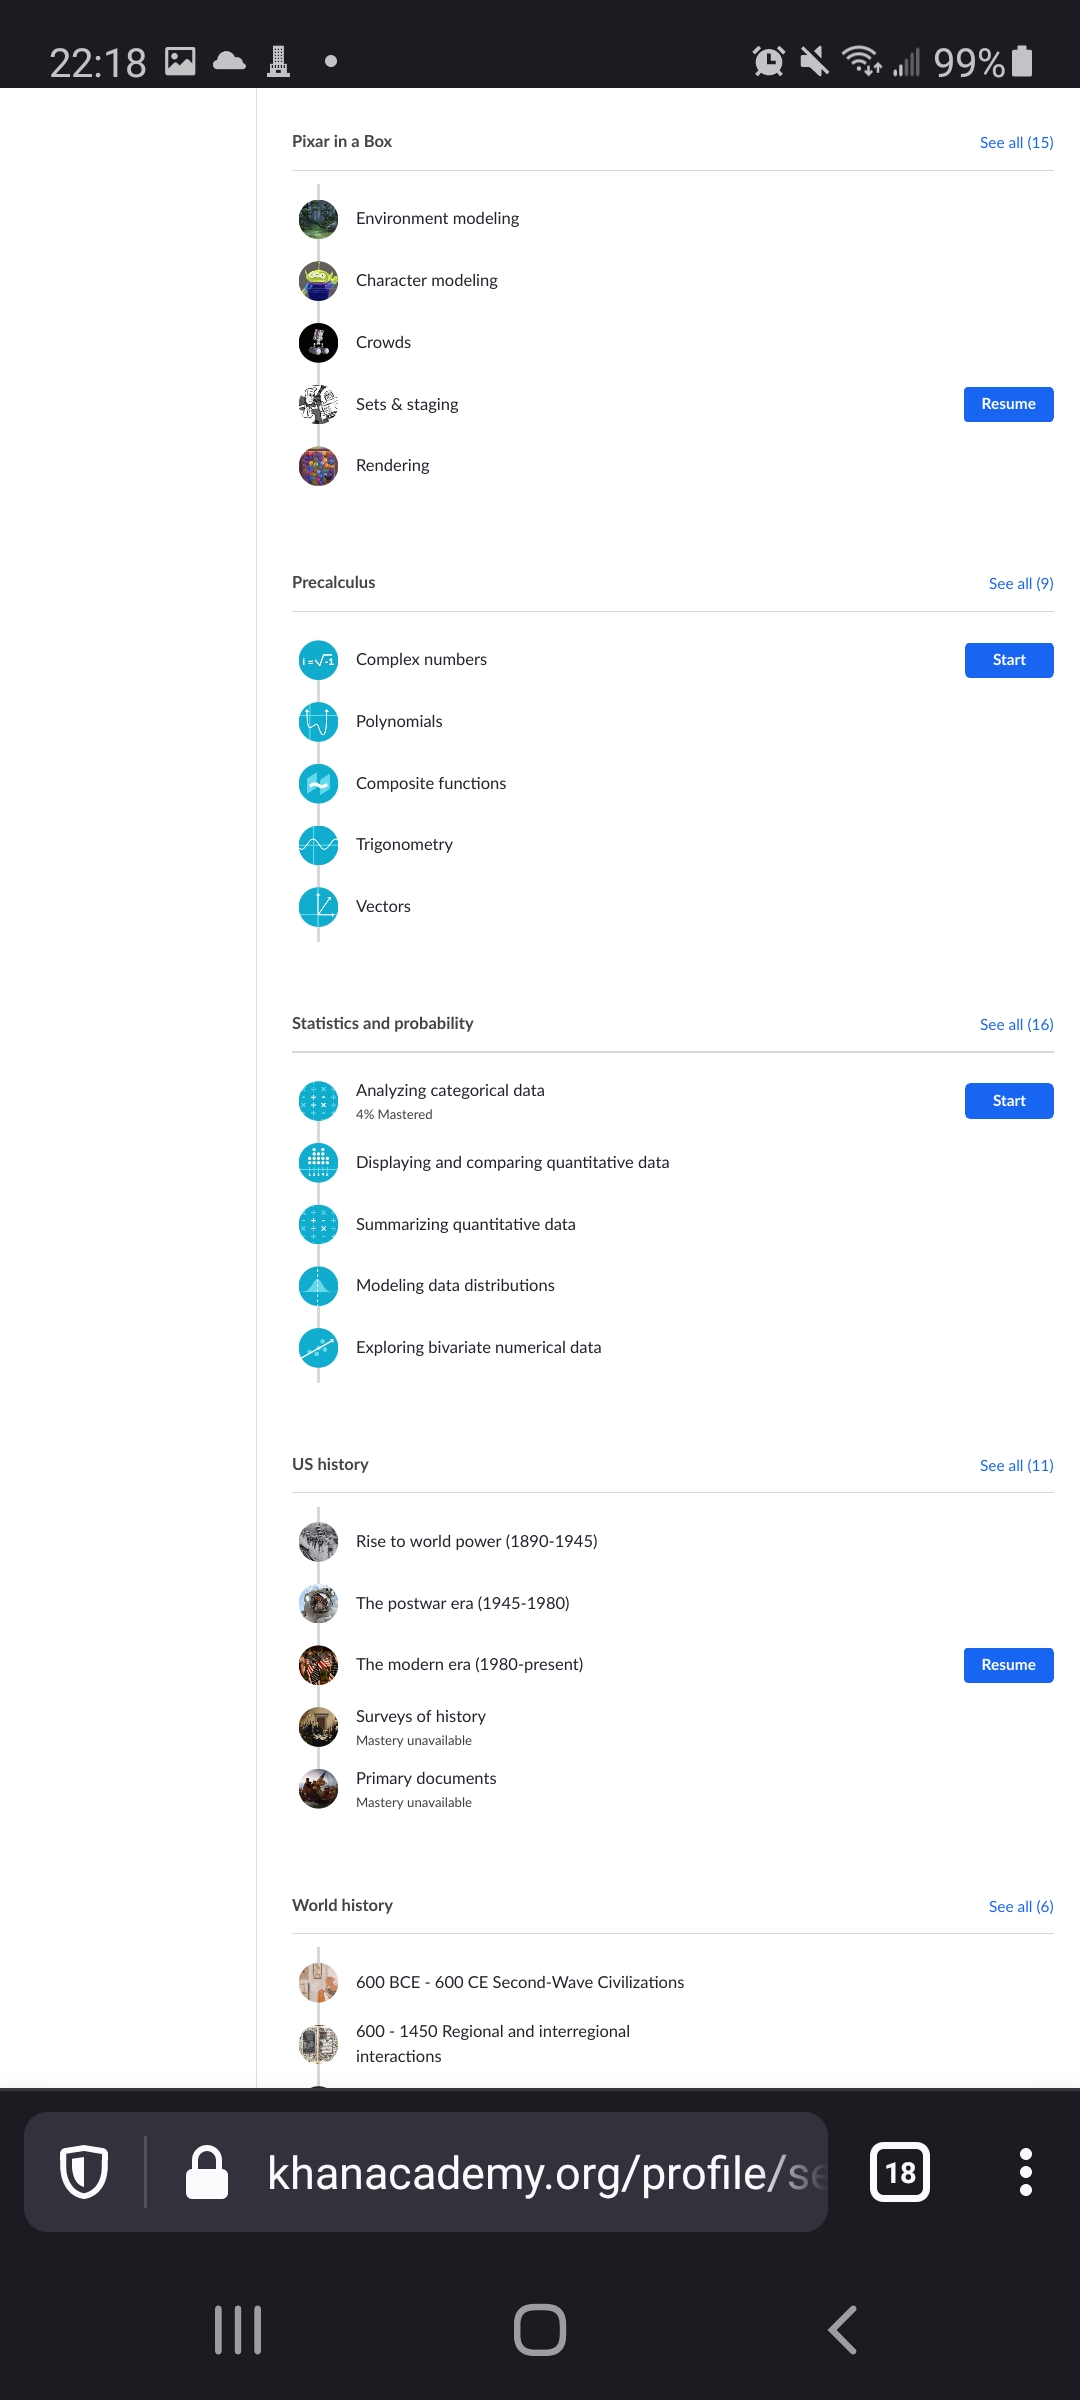 22:18
99%
Pixar in a Box
See all (15)
Environment modeling
Character modeling
Crowds
Sets & staging
Resume
Rendering
Precalculus
See all (9)
i = √-1
Complex numbers
Start
Polynomials
Composite functions
Trigonometry
Vectors
Statistics and probability
See all (16)
Analyzing categorical data
4% Mastered
Start
Displaying and comparing quantitative data
Summarizing quantitative data
Modeling data distributions
Exploring bivariate numerical data
US history
See all (11)
Rise to world power (1890-1945)
The postwar era (1945-1980)
The modern era (1980-present)
Resume
Surveys of history
Mastery unavailable
Primary documents
Mastery unavailable
World history
See all (6)
600 BCE - 600 CE Second-Wave Civilizations
600 - 1450 Regional and interregional
interactions
khanacademy.org/profile/se
18